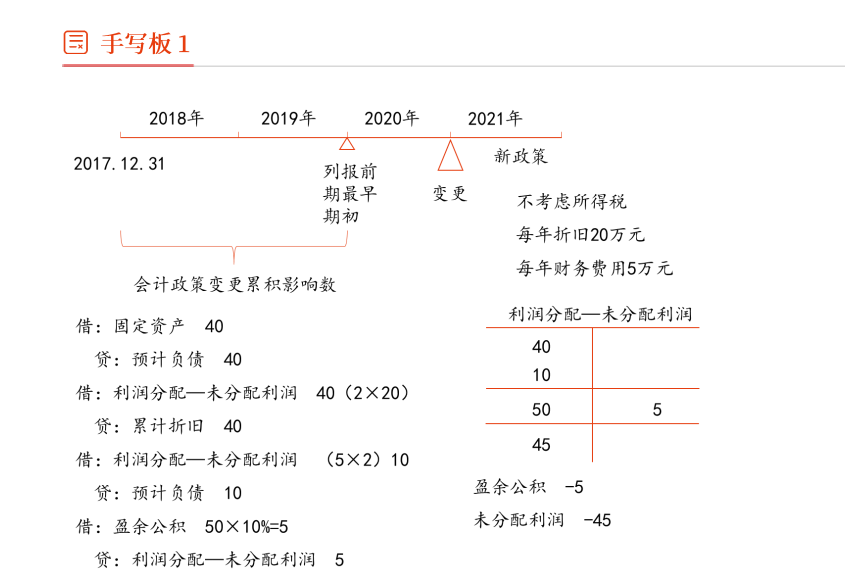 手写板 1
2018年 2019年 2020年 2021年
2017.12.31
新政策
列报前
期最早
期初
变更
不考虑所得税
每年折旧20万元
每年财务费用5万元
会计政策变更累积影响数
借：固定资产 40
贷：预计负债 40
借：利润分配—未分配利润 40（2×20）
贷：累计折旧 40
借：利润分配—未分配利润 （5×2）10
贷：预计负债 10
借：盈余公积 50×10%=5
贷：利润分配—未分配利润 5
利润分配—未分配利润
40
10
50 5
45
盈余公积 -5
未分配利润 -45